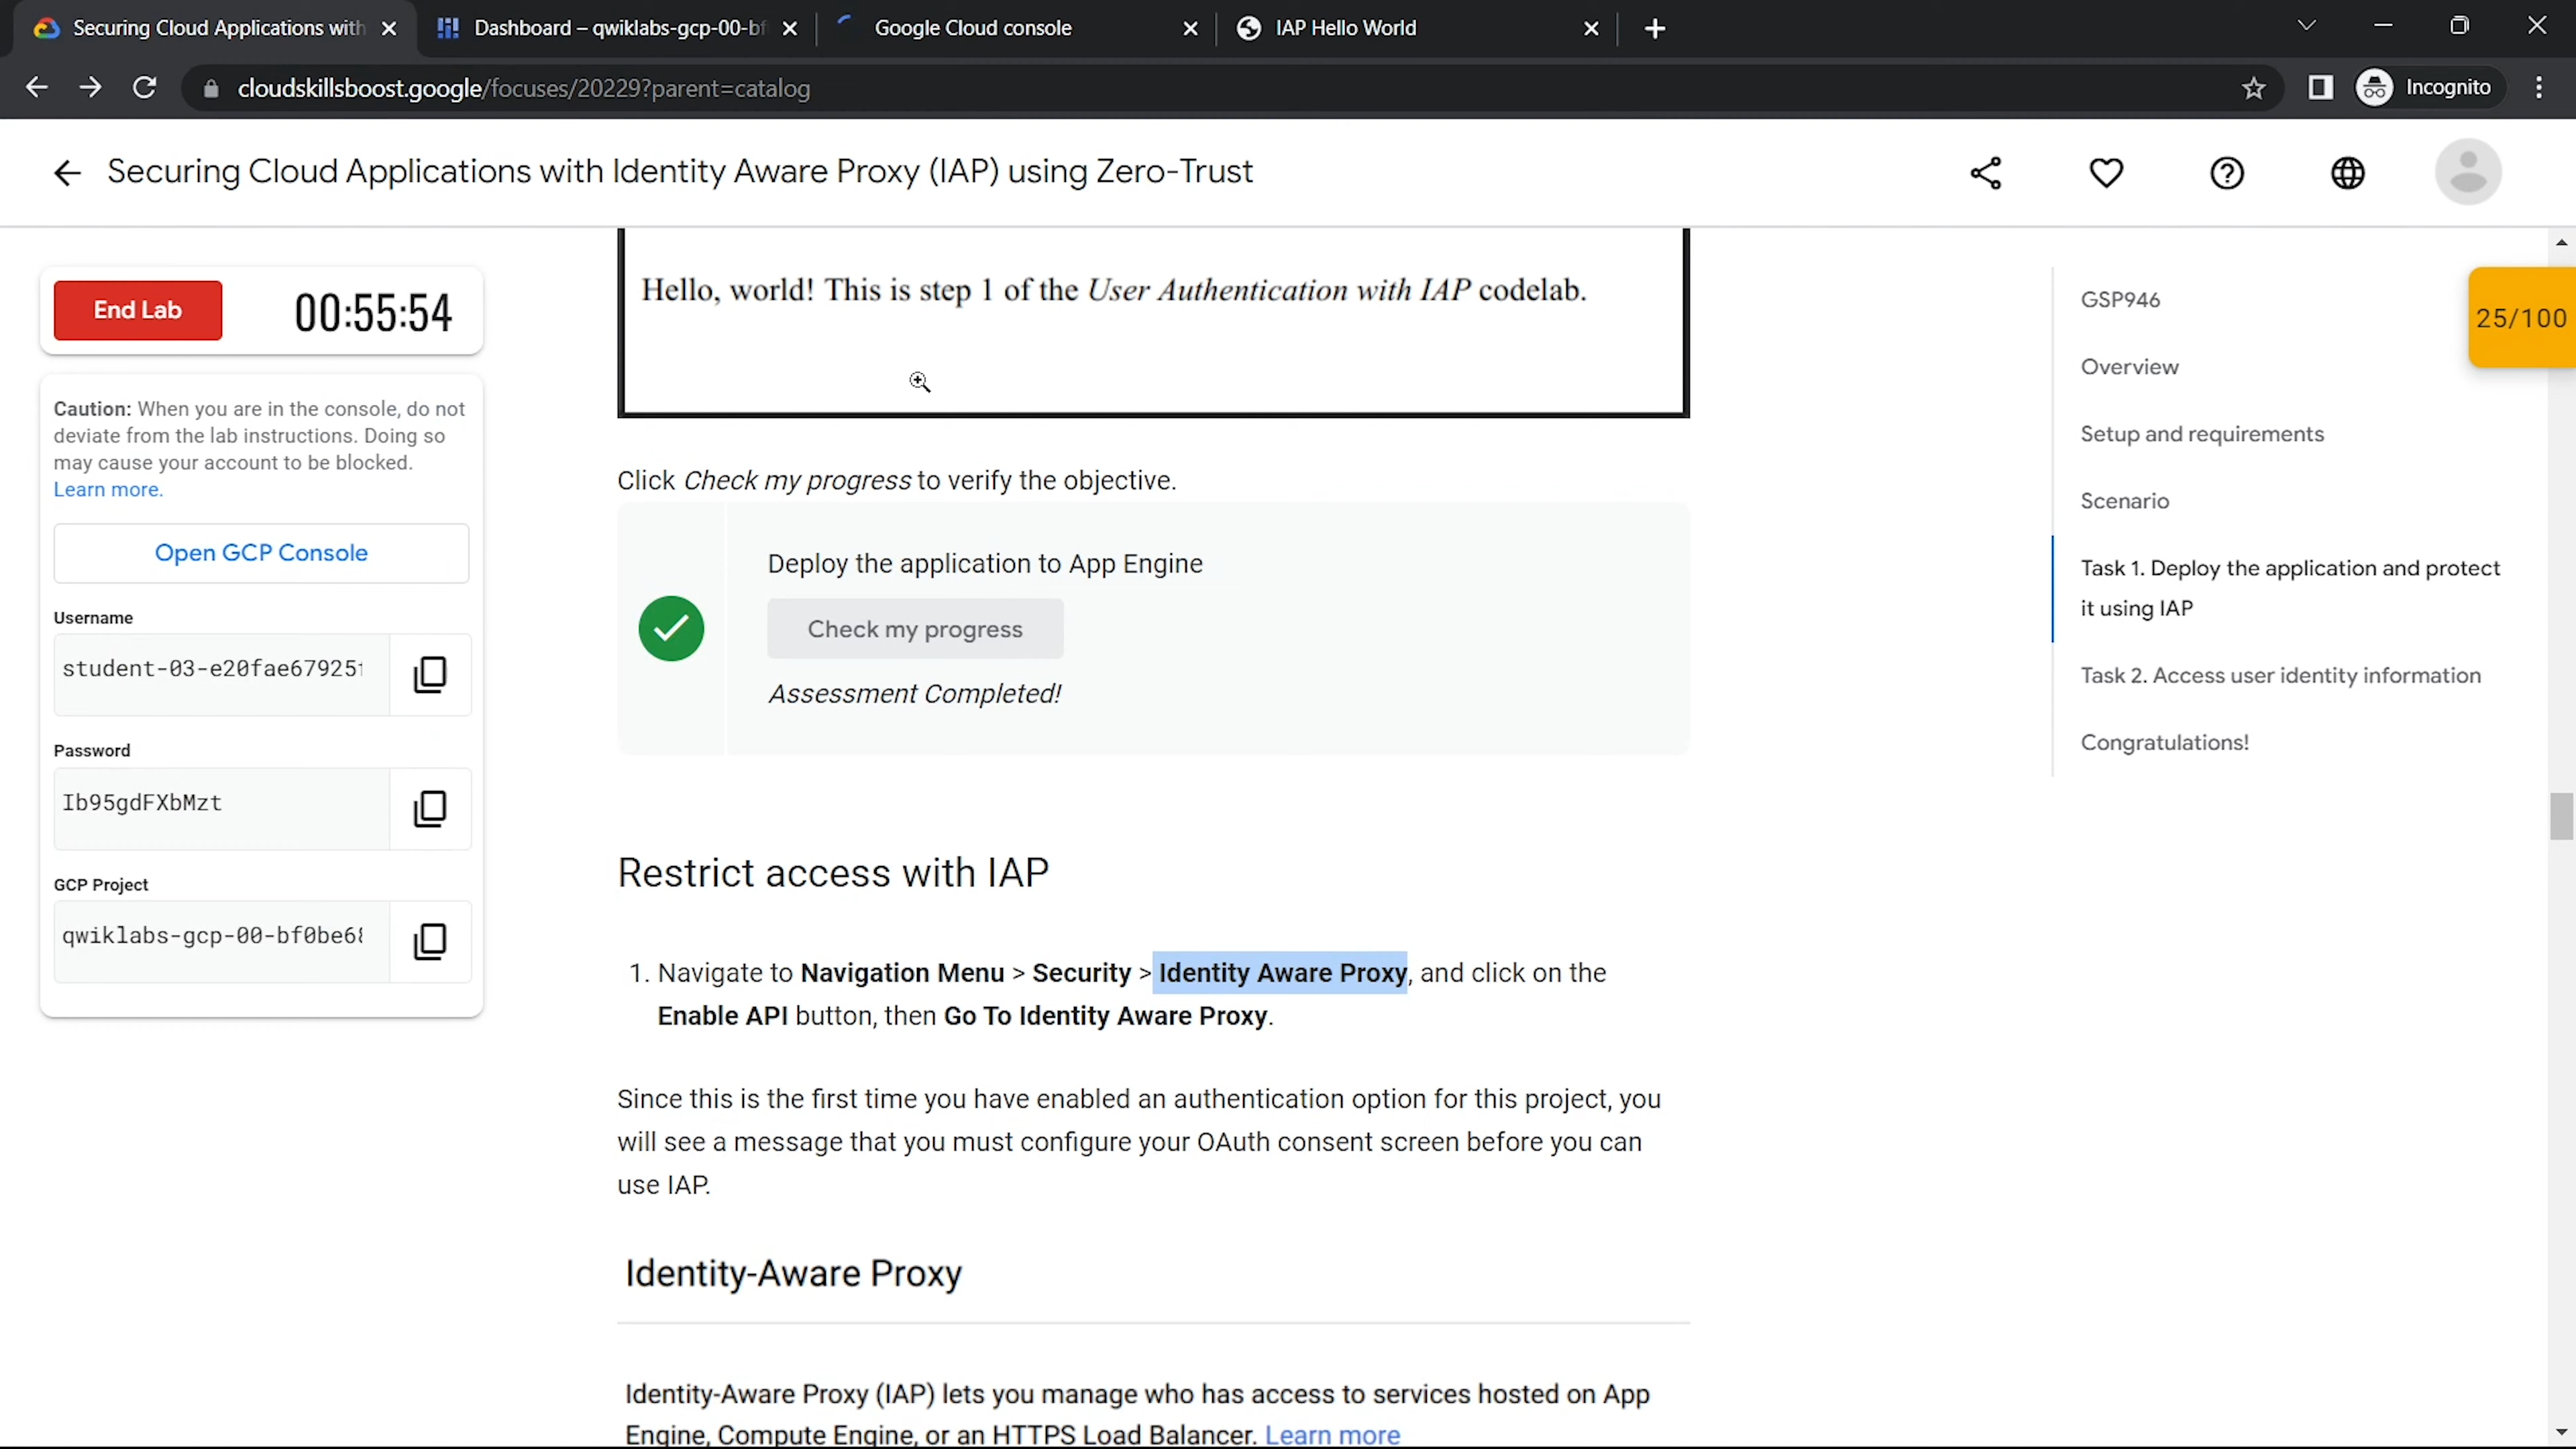 Securing Cloud Applications with
Dashboard – qwiklabs-gcp-00-bf
Google Cloud console
IAP Hello World
cloudskillsboost.google/focuses/20229?parent=catalog
Incognito
Securing Cloud Applications with Identity Aware Proxy (IAP) using Zero-Trust
End Lab
00:55:54
Caution: When you are in the console, do not
deviate from the lab instructions. Doing so
may cause your account to be blocked.
Learn more.
Open GCP Console
Username
student-03-e20fae67925f
Password
Ib95gdFXbMzt
GCP Project
qwiklabs-gcp-00-bf0be68
Hello, world! This is step 1 of the User Authentication with IAP codelab.
Click Check my progress to verify the objective.
Deploy the application to App Engine
Check my progress
Assessment Completed!
Restrict access with IAP
1. Navigate to Navigation Menu > Security > Identity Aware Proxy, and click on the
Enable API button, then Go To Identity Aware Proxy.
Since this is the first time you have enabled an authentication option for this project, you
will see a message that you must configure your OAuth consent screen before you can
use IAP.
Identity-Aware Proxy
Identity-Aware Proxy (IAP) lets you manage who has access to services hosted on App
Engine, Compute Engine, or an HTTPS Load Balancer. Learn more
GSP946
Overview
Setup and requirements
Scenario
Task 1. Deploy the application and protect
it using IAP
Task 2. Access user identity information
Congratulations!
25/100